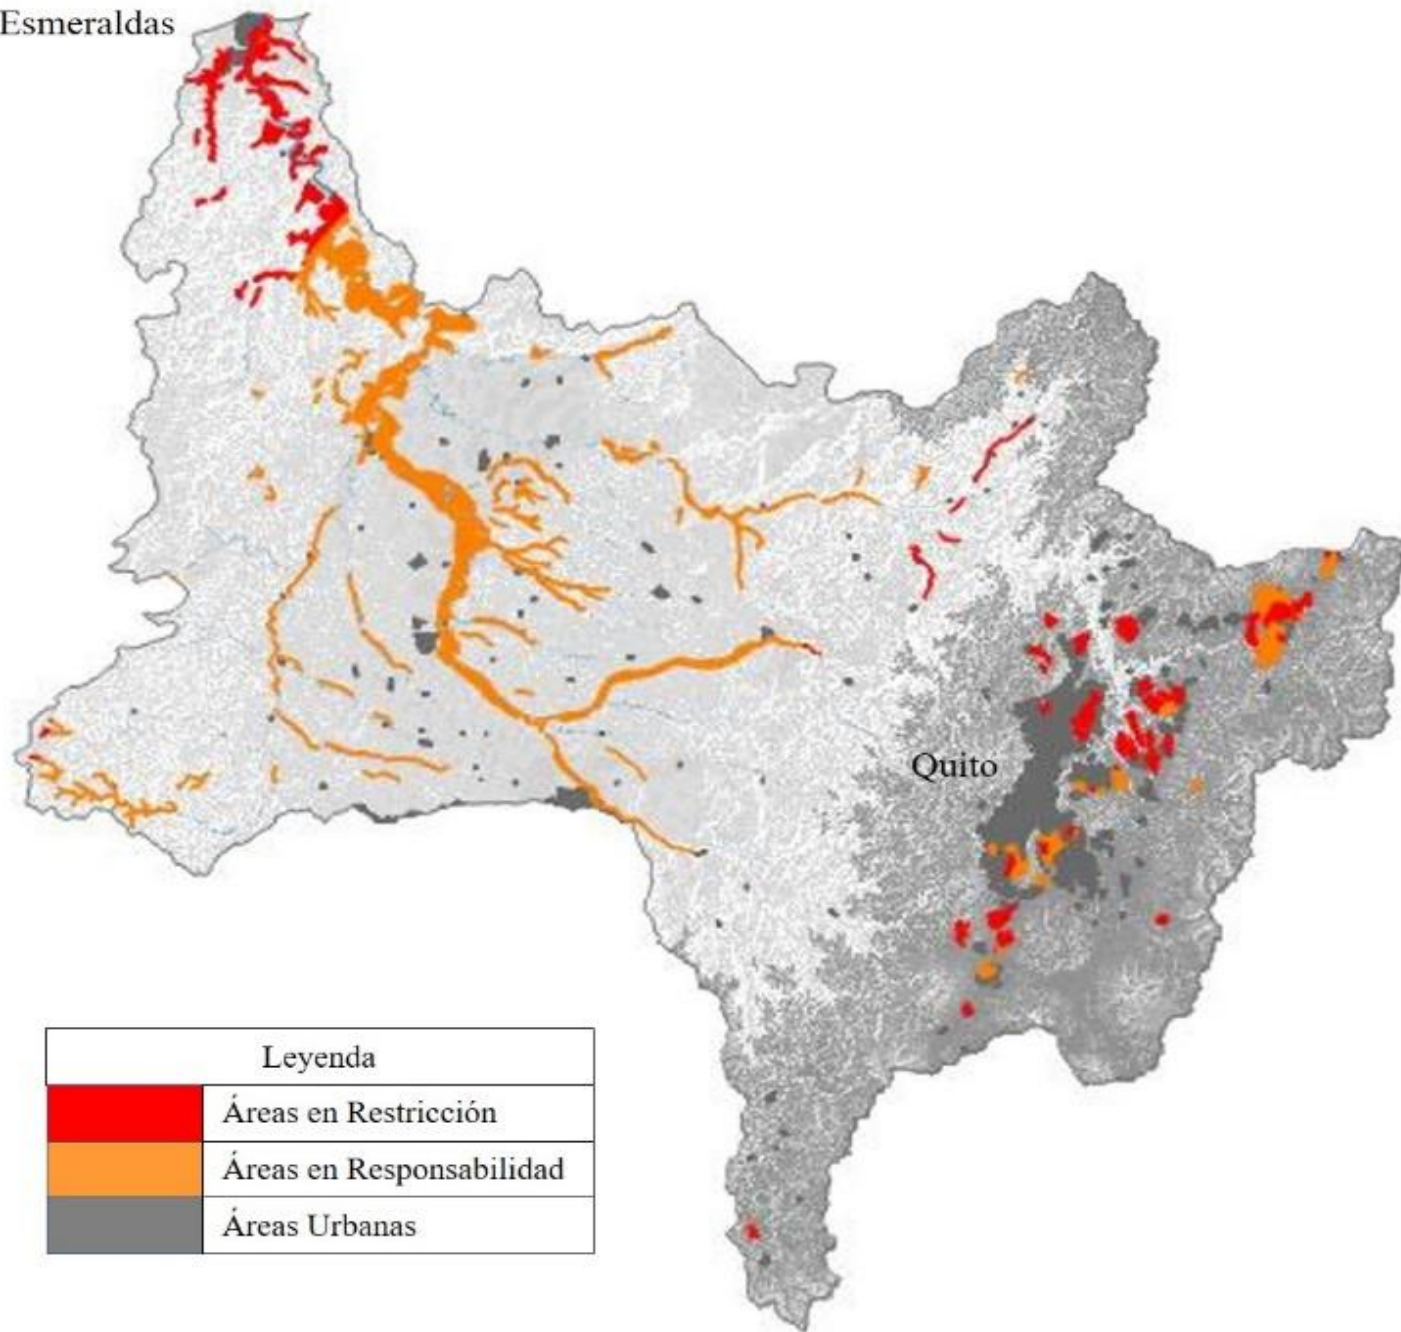 Esmeraldas
Quito
Leyenda
Áreas en Restricción
Áreas en Responsabilidad
Áreas Urbanas